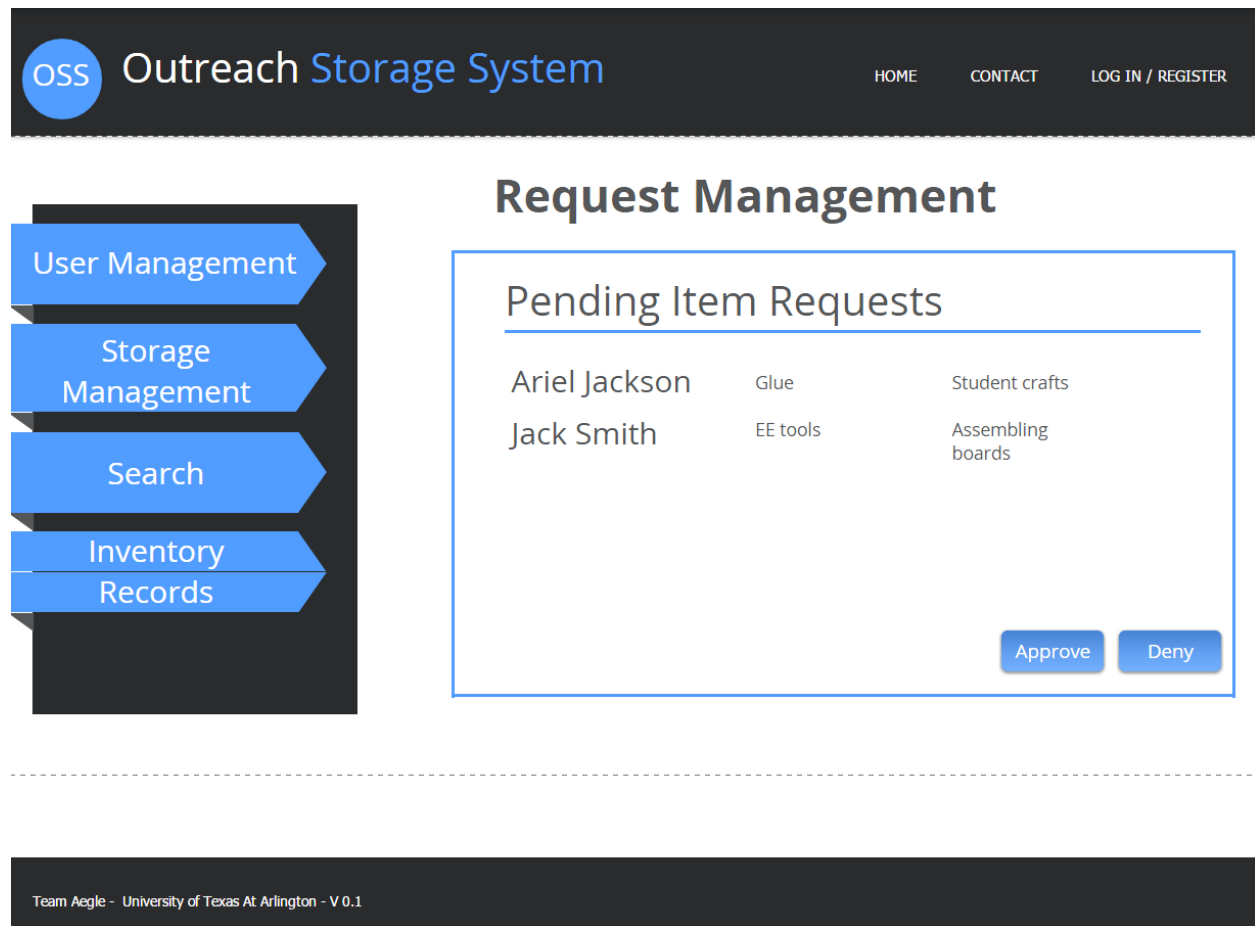 OSS
Outreach Storage System
HOME CONTACT LOG IN / REGISTER
User Management
Storage
Management
Search
Inventory
Records
Request Management
Pending Item Requests
Ariel Jackson Glue Student crafts
Jack Smith EE tools Assembling
boards
Approve Deny
Team Aegle - University of Texas At Arlington - V 0.1